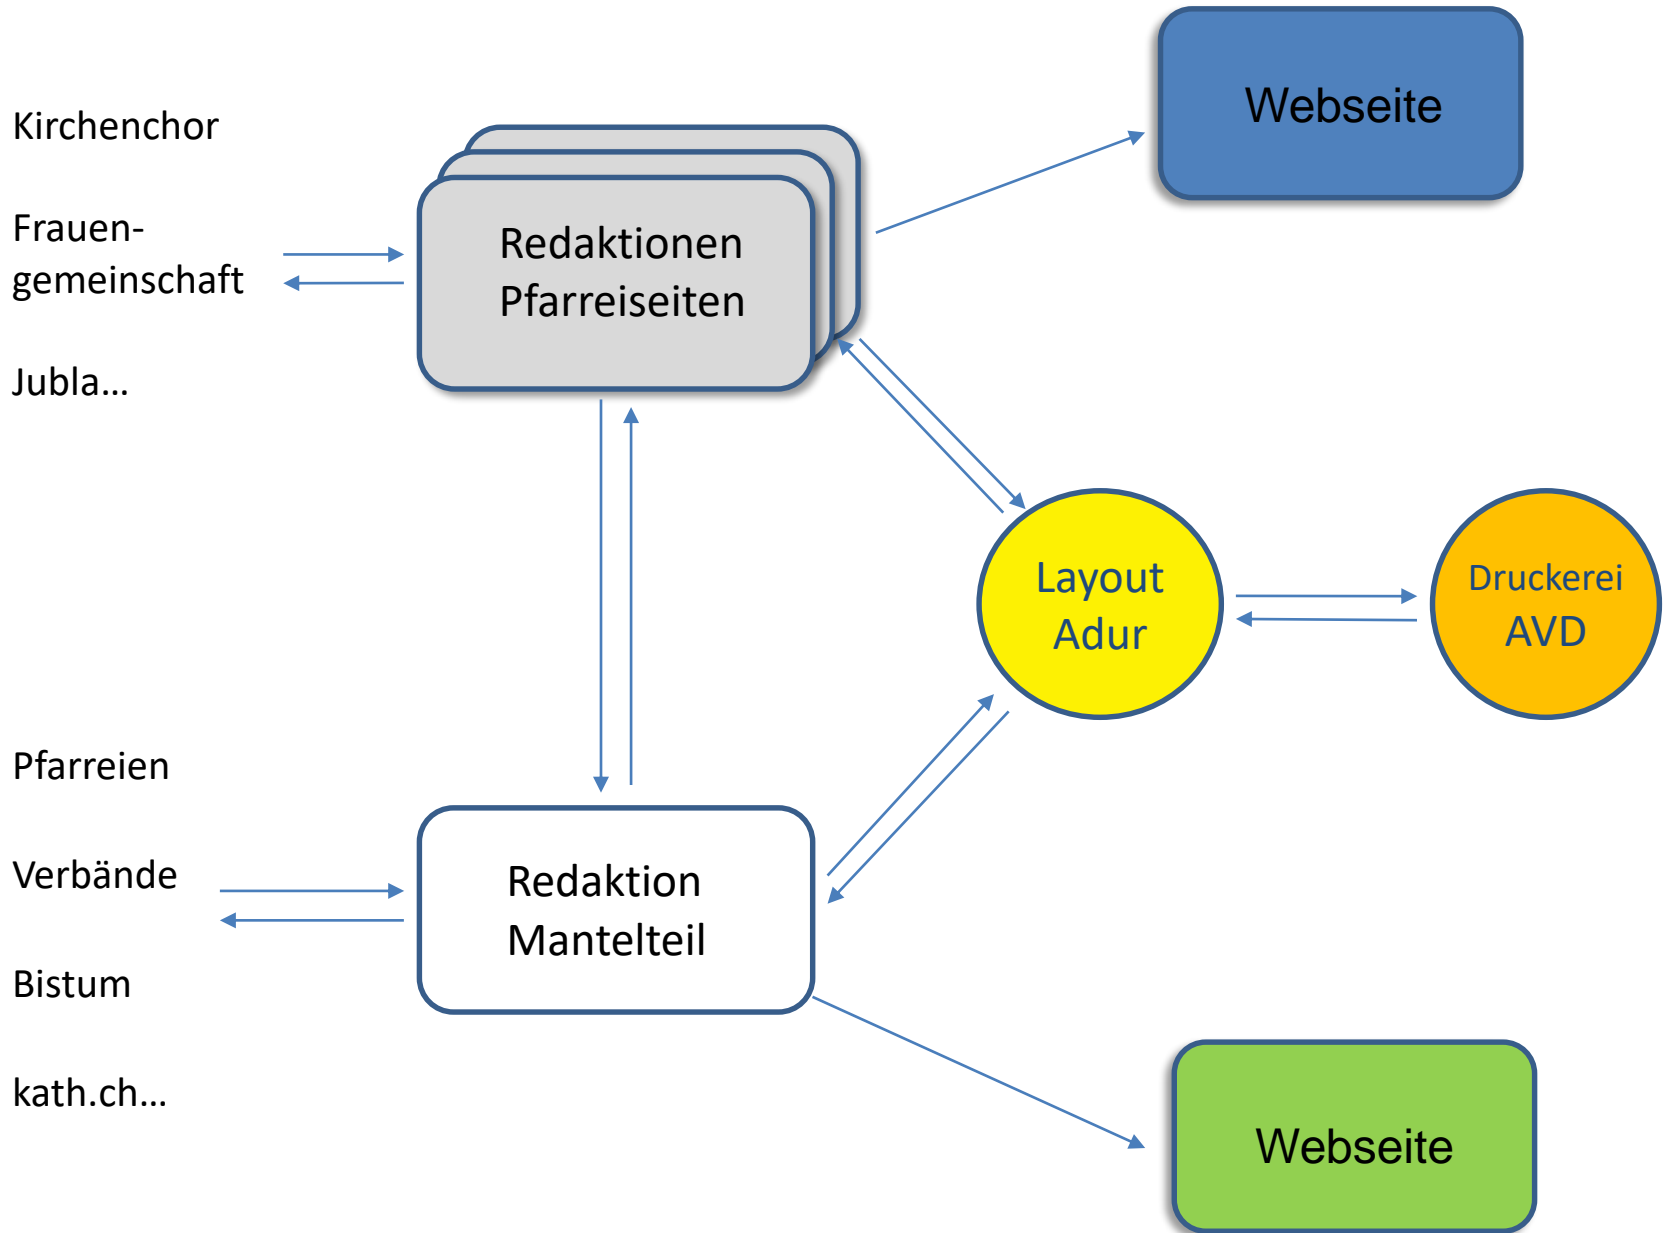 Webseite
Kirchenchor
Frauen-
gemeinschaft
Jubla...
Redaktionen
Pfarreiseiten
Layout
Adur
Druckerei
AVD
Pfarreien
Verbände
Bistum
kath.ch...
Redaktion
Mantelteil
Webseite